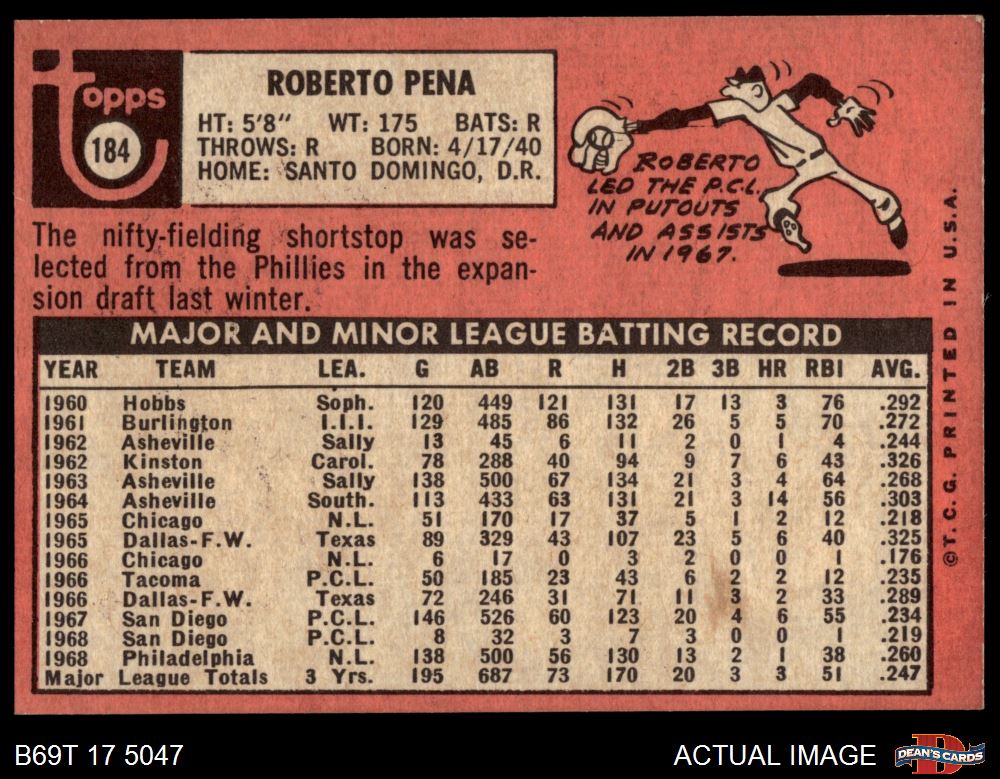 topps
184
ROBERTO PENA
HT: 5'8" WT: 175 BATS: R
THROWS: R BORN: 4/17/40
HOME: SANTO DOMINGO, D.R.
ROBERTO
LED THE P.C.L.
IN PUTOUTS
AND ASSISTS
IN 1967.
The nifty-fielding shortstop was se-
lected from the Phillies in the expan-
sion draft last winter.
MAJOR AND MINOR LEAGUE BATTING RECORD
YEAR TEAM LEA. G AB R H 2B 3B HR RBI AVG.
1960 Hobbs Soph. 120 449 121 131 17 13 3 76 .292
1961 Burlington I.I.I. 129 485 86 132 26 5 5 70 .272
1962 Asheville Sally 13 45 6 11 2 0 1 4 .244
1962 Kinston Carol. 78 288 40 94 9 7 6 43 .326
1963 Asheville Sally 138 500 67 134 21 3 4 64 .268
1964 Asheville South. 113 433 63 131 21 3 14 56 .303
1965 Chicago N.L. 51 170 17 37 5 1 2 12 .218
1965 Dallas-F.W. Texas 89 329 43 107 23 5 6 40 .325
1966 Chicago N.L. 6 17 0 3 2 0 0 1 .176
1966 Tacoma P.C.L. 50 185 23 43 6 2 2 12 .235
1966 Dallas-F.W. Texas 72 246 31 71 11 3 2 33 .289
1967 San Diego P.C.L. 146 526 60 123 20 4 6 55 .234
1968 San Diego P.C.L. 8 32 3 7 3 0 0 1 .219
1968 Philadelphia N.L. 138 500 56 130 13 2 1 38 .260
Major League Totals 3 Yrs. 195 687 73 170 20 3 3 51 .247
©T. C. G. PRINTED IN U.S.A.
B69T 17 5047
ACTUAL IMAGE
D
DEAN'S CARDS